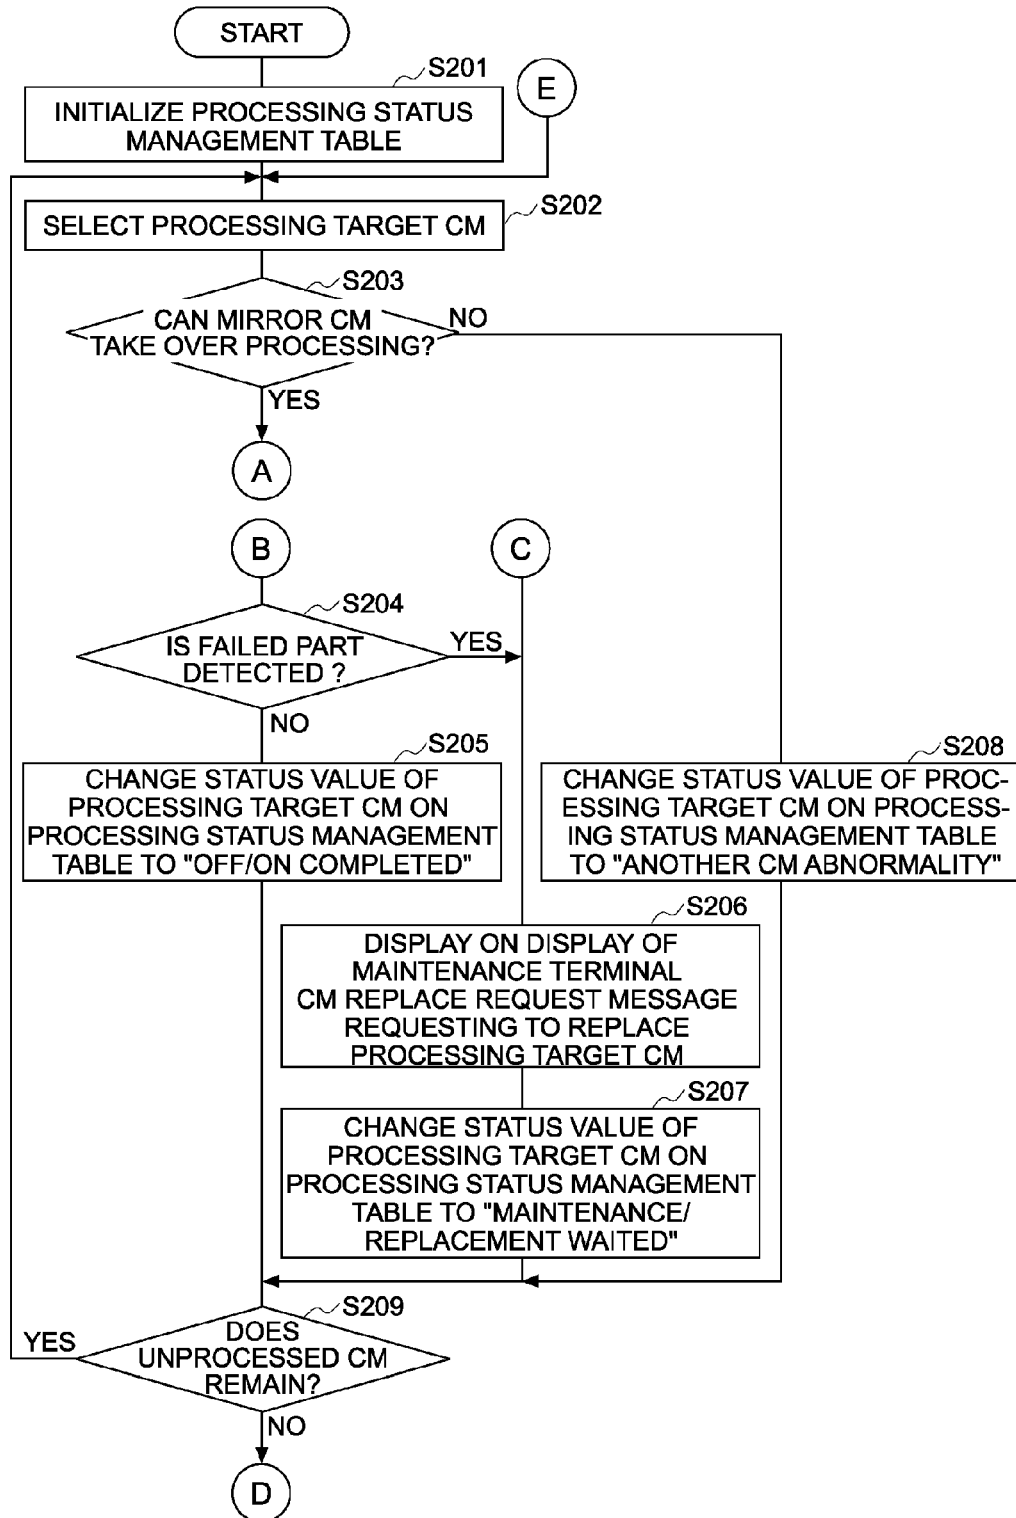 START
S201
E
INITIALIZE PROCESSING STATUS
MANAGEMENT TABLE
S202
SELECT PROCESSING TARGET CM
S203
CAN MIRROR CM
TAKE OVER PROCESSING?
NO
YES
A
B
C
S204
IS FAILED PART
DETECTED ?
YES
NO
S205
CHANGE STATUS VALUE OF
PROCESSING TARGET CM ON
PROCESSING STATUS MANAGEMENT
TABLE TO "OFF/ON COMPLETED"
S208
CHANGE STATUS VALUE OF PROC-
ESSING TARGET CM ON PROCESS-
ING STATUS MANAGEMENT TABLE
TO "ANOTHER CM ABNORMALITY"
S206
DISPLAY ON DISPLAY OF
MAINTENANCE TERMINAL
CM REPLACE REQUEST MESSAGE
REQUESTING TO REPLACE
PROCESSING TARGET CM
S207
CHANGE STATUS VALUE OF
PROCESSING TARGET CM ON
PROCESSING STATUS MANAGEMENT
TABLE TO "MAINTENANCE/
REPLACEMENT WAITED"
S209
YES
DOES
UNPROCESSED CM
REMAIN?
NO
D